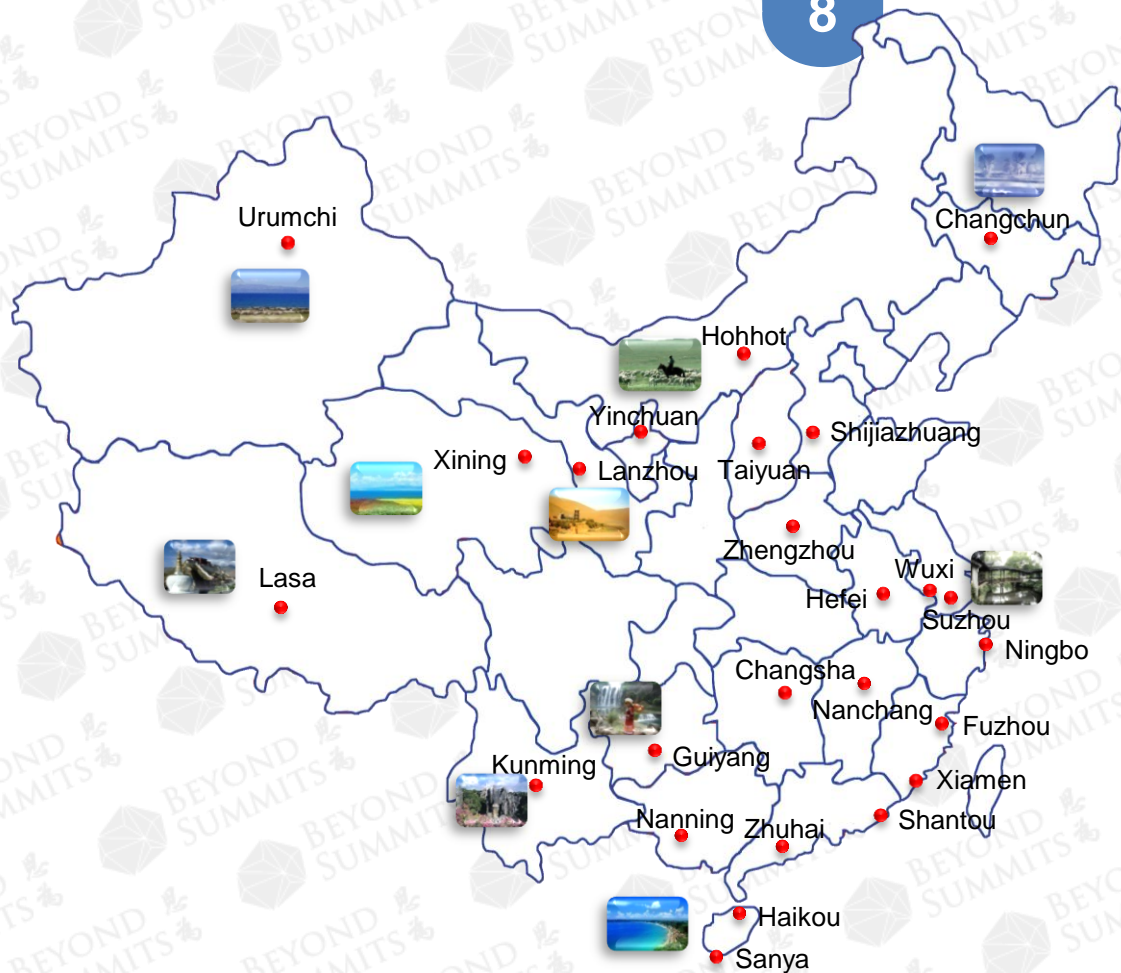 8
Urumchi
Changchun
Hohhot
Yinchuan
Shijiazhuang
Xining
Lanzhou
Taiyuan
Zhengzhou
Wuxi
Lasa
Hefei
Suzhou
Ningbo
Changsha
Nanchang
Fuzhou
Guiyang
Kunming
Xiamen
Nanning
Zhuhai
Shantou
Haikou
Sanya
BEYOND
SUMMITS